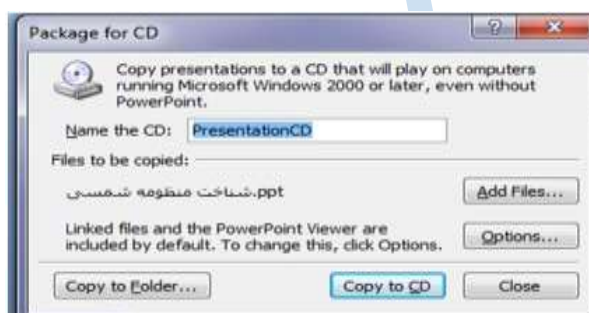 Package for CD
Copy presentations to a CD that will play on computers
running Microsoft Windows 2000 or later, even without
PowerPoint.
Name the CD: PresentationCD
Files to be copied:
شناخت منظومه شمسی.ppt
Add Files...
Linked files and the PowerPoint Viewer are
included by default. To change this, click Options.
Options...
Copy to Folder... Copy to CD Close